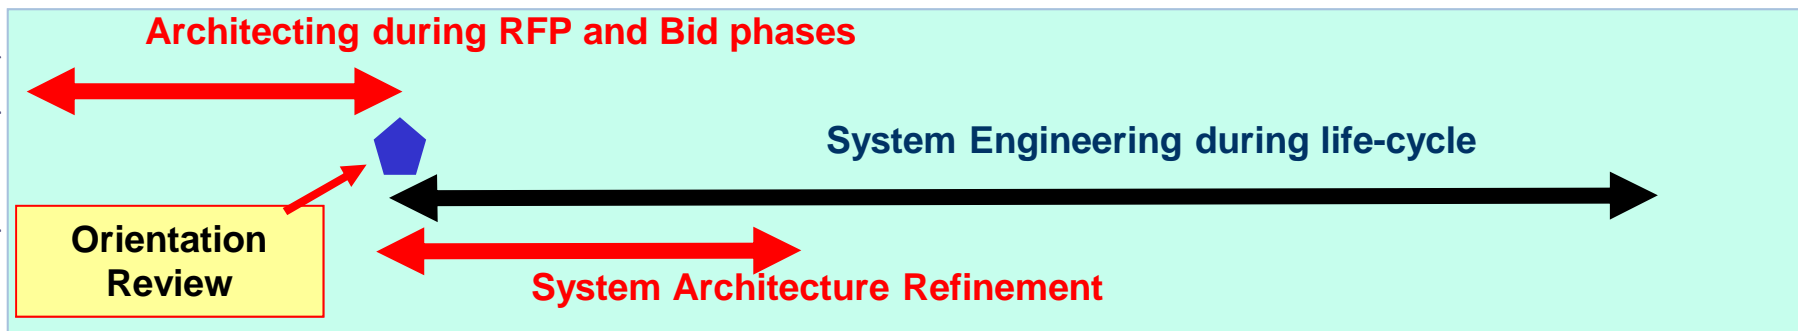 Architecting during RFP and Bid phases
System Engineering during life-cycle
Orientation
Review
System Architecture Refinement